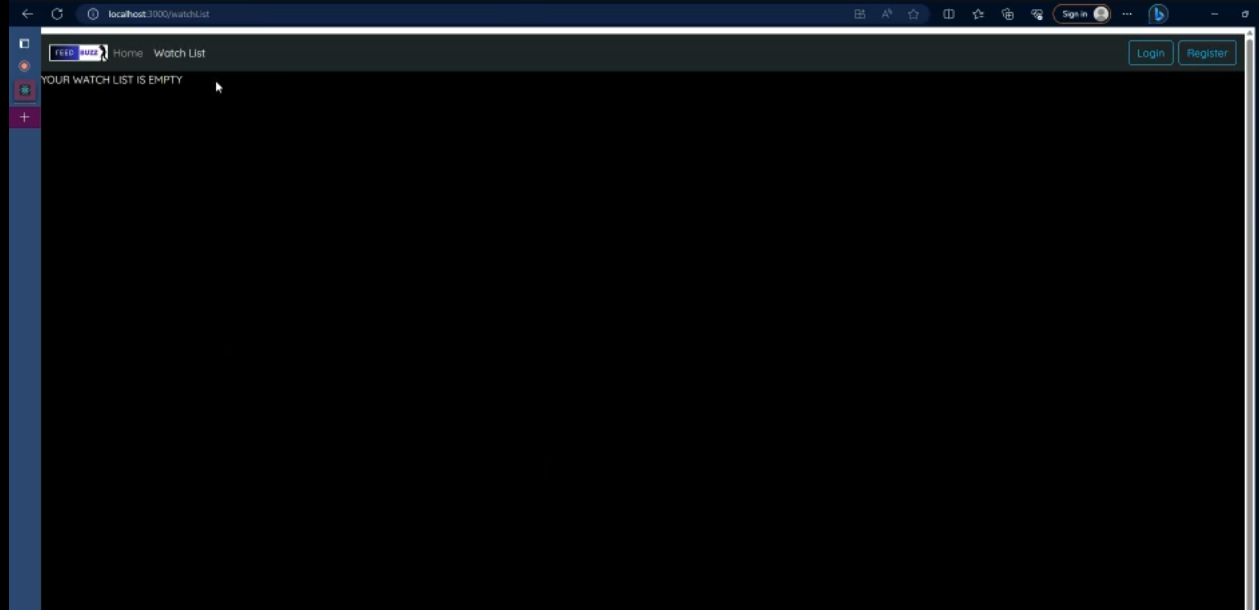 localhost:3000/watchList
Sign in
FEED BUZZ Home Watch List Login Register
YOUR WATCH LIST IS EMPTY